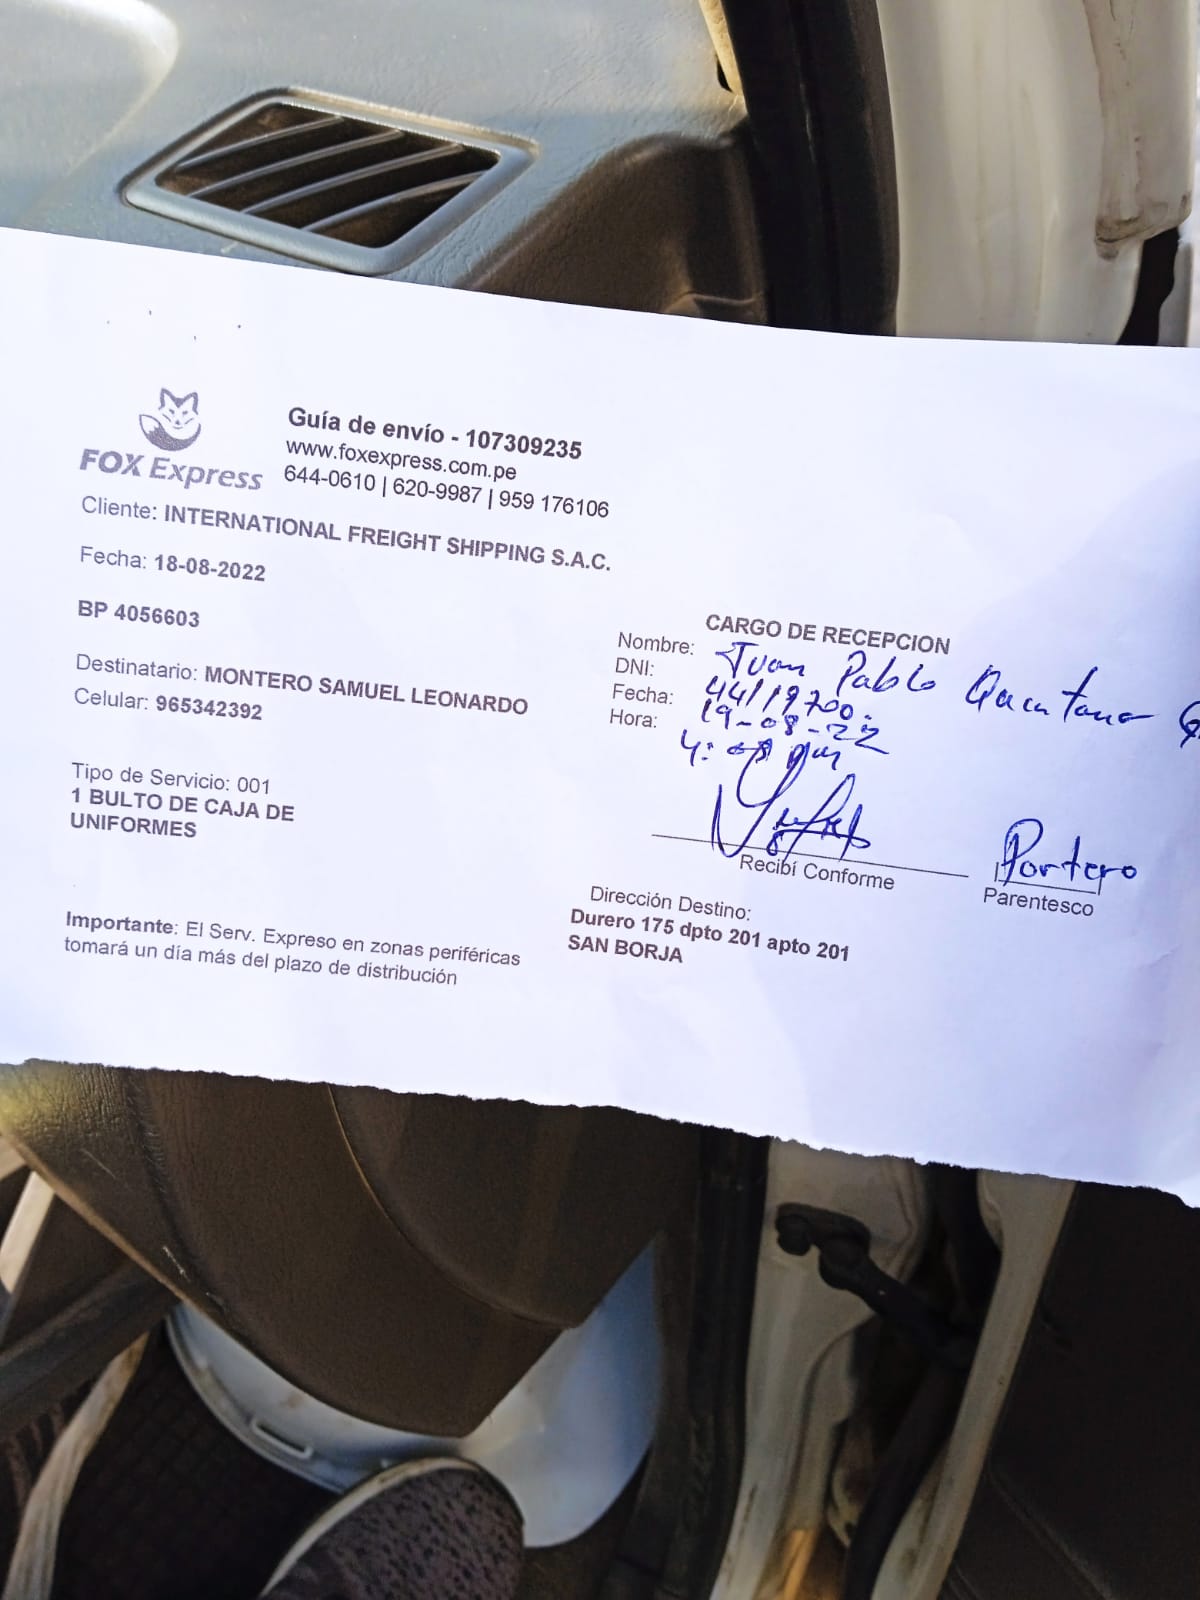 FOX Express
Guía de envío - 107309235
www.foxexpress.com.pe
644-0610 | 620-9987 | 959 176106
Cliente: INTERNATIONAL FREIGHT SHIPPING S.A.C.
Fecha: 18-08-2022
BP 4056603
Destinatario: MONTERO SAMUEL LEONARDO
Celular: 965342392
Tipo de Servicio: 001
1 BULTO DE CAJA DE
UNIFORMES
Importante: El Serv. Expreso en zonas periféricas
tomará un día más del plazo de distribución
CARGO DE RECEPCION
Nombre: Juan Pablo Quintana
DNI: 44119700.
Fecha: 19-08-22
Hora: 4: 08 pm
Recibí Conforme
Portero
Parentesco
Dirección Destino:
Durero 175 dpto 201 apto 201
SAN BORJA